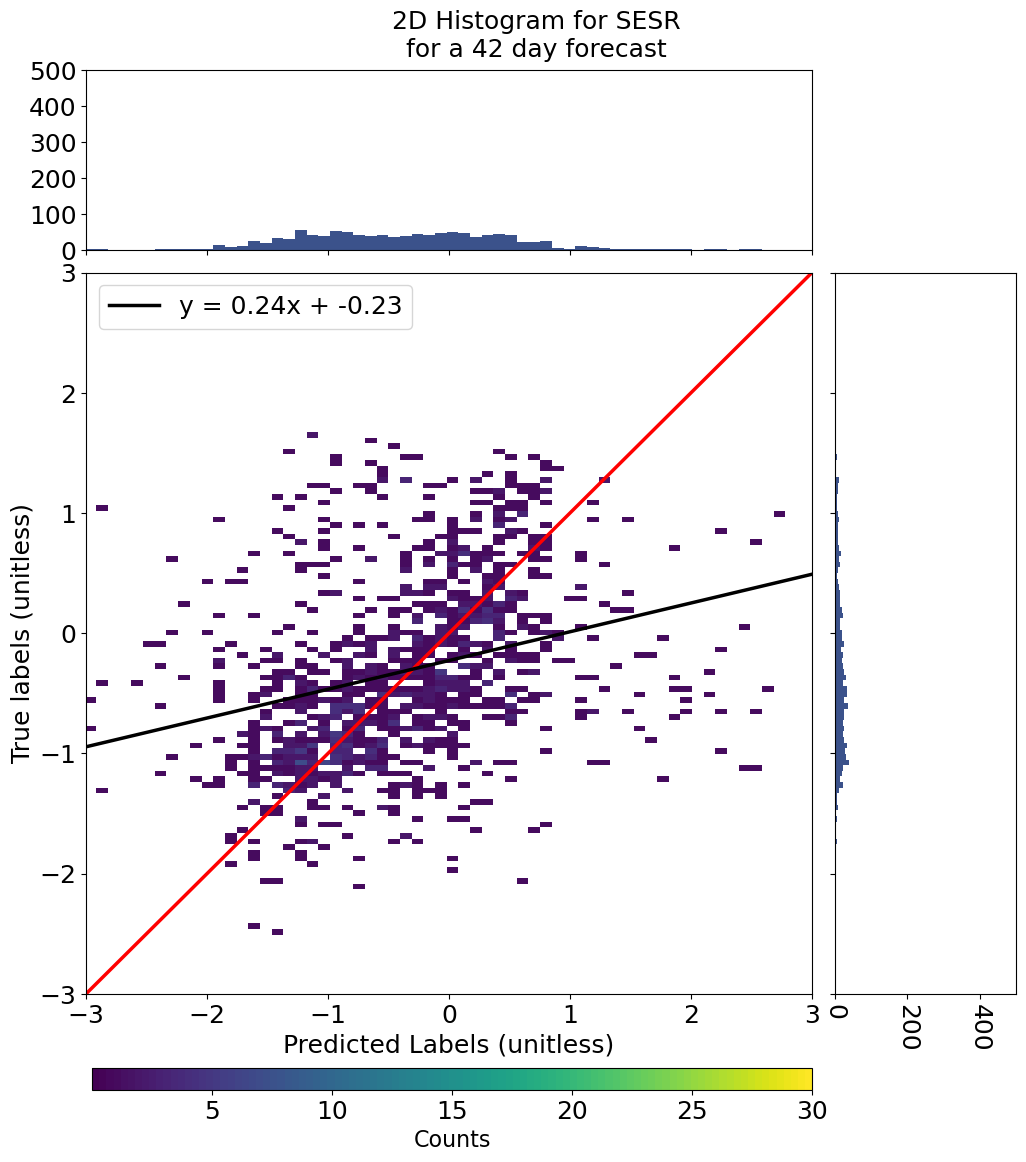 2D Histogram for SESR
for a 42 day forecast
500
400
300
200
100
0
y = 0.24x + -0.23
3
2
1
0
−1
−2
−3
True labels (unitless)
−3 −2 −1 0 1 2 3
Predicted Labels (unitless)
0 200 400
5 10 15 20 25 30
Counts